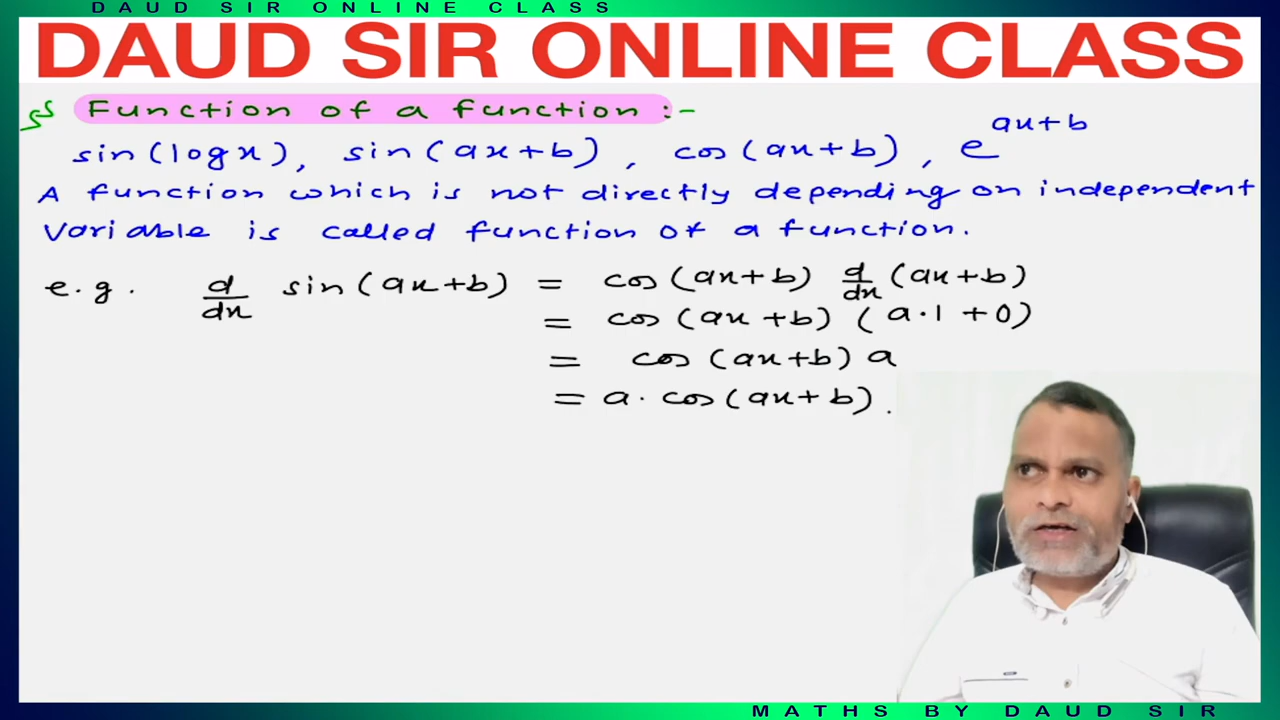 DAUD SIR ONLINE CLASS
DAUD SIR ONLINE CLASS
Function of a function :-
sin(logx), sin(ax+b), cos(ax+b), e^(ax+b)
A function which is not directly depending on independent
variable is called function of a function.
e.g. d/dx sin(ax+b) = cos(ax+b) d/dx (ax+b)
= cos(ax+b) (a·1+0)
= cos(ax+b) a
= a·cos(ax+b).
MATHS BY DAUD SIR